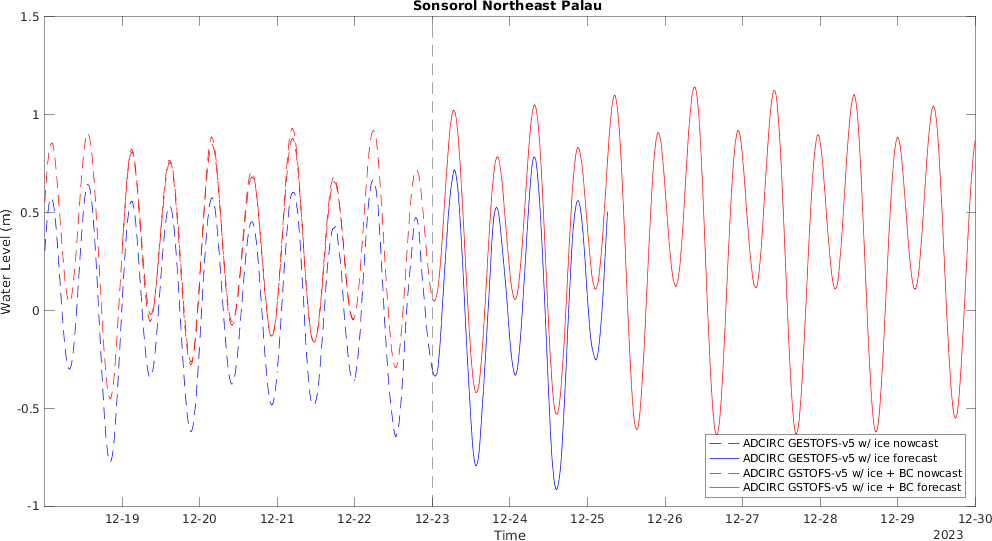 Sonsorol Northeast Palau
1.5
1
0.5
0
-0.5
-1
Water Level (m)
ADCIRC GESTOFS-v5 w/ ice nowcast
ADCIRC GESTOFS-v5 w/ ice forecast
ADCIRC GSTOFS-v5 w/ ice + BC nowcast
ADCIRC GSTOFS-v5 w/ ice + BC forecast
12-19 12-20 12-21 12-22 12-23 12-24 12-25 12-26 12-27 12-28 12-29 12-30
Time
2023